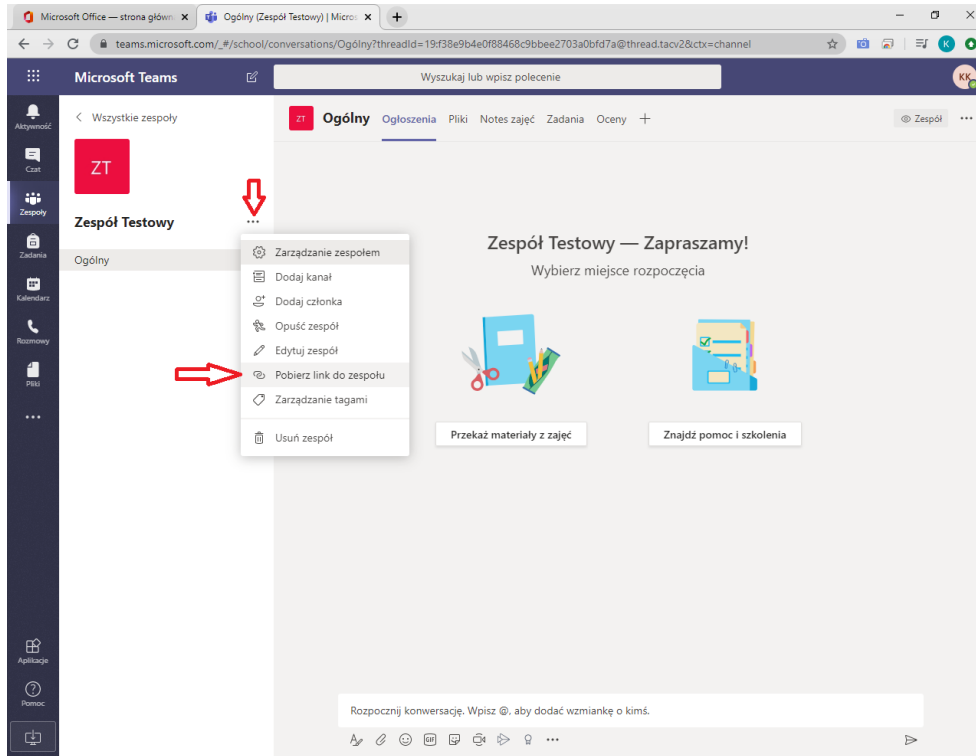 Microsoft Office — strona główn
Ogólny (Zespół Testowy) | Micros
teams.microsoft.com/_#/school/conversations/Ogólny?threadId=19:f38e9b4e0f88468c9bbee2703a0bfd7a@thread.tacv2&ctx=channel
K
Microsoft Teams
Wyszukaj lub wpisz polecenie
KK
Aktywność
Czat
Zespoły
Zadania
Kalendarz
Rozmowy
Pliki
Aplikacje
Pomoc
Wszystkie zespoły
ZT
Zespół Testowy
Ogólny
Zarządzanie zespołem
Dodaj kanał
Dodaj członka
Opuść zespół
Edytuj zespół
Pobierz link do zespołu
Zarządzanie tagami
Usuń zespół
ZT Ogólny Ogłoszenia Pliki Notes zajęć Zadania Oceny
Zespół
Zespół Testowy — Zapraszamy!
Wybierz miejsce rozpoczęcia
Przekaż materiały z zajęć
Znajdź pomoc i szkolenia
Rozpocznij konwersację. Wpisz @, aby dodać wzmiankę o kimś.
GIF